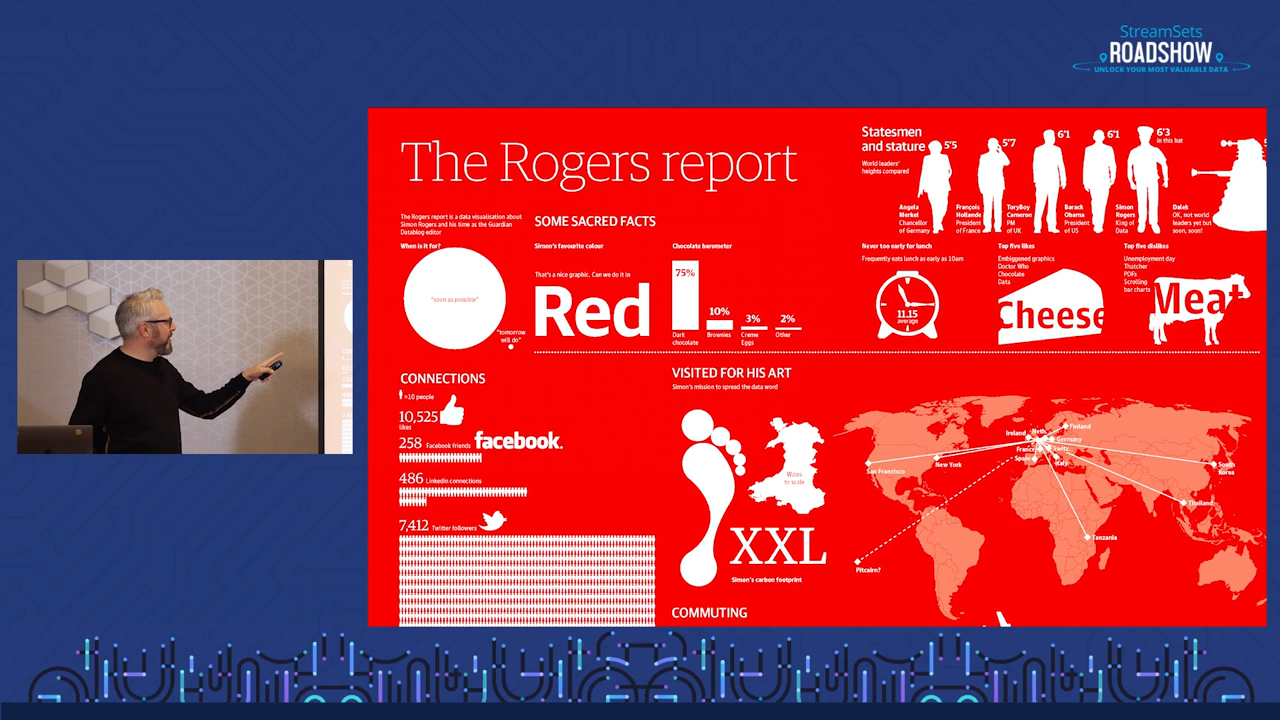 StreamSets
ROADSHOW
UNLOCK YOUR MOST VALUABLE DATA
The Rogers report
The Rogers report is a data visualisation about
Simon Rogers and his time as the Guardian
Datablog editor
When is it for?
"soon as possible"
"tomorrow
will do"
SOME SACRED FACTS
Simon's favourite colour
That's a nice graphic. Can we do it in
Red
Chocolate barometer
75%
10%
3%
2%
Dark
chocolate
Brownies
Creme
Eggs
Other
Statesmen
and stature
World leaders'
heights compared
5'5
5'7
6'1
6'1
6'3
in this hat
Angela
Merkel
Chancellor
of Germany
François
Hollande
President
of France
ToryBoy
Cameron
PM
of UK
Barack
Obama
President
of US
Simon
Rogers
King of
Data
Dalek
OK, not world
leaders yet but
soon, soon!
Never too early for lunch
Frequently eats lunch as early as 10am
11.15
average
Top five likes
Embiggened graphics
Doctor Who
Chocolate
Data
Cheese
Top five dislikes
Unemployment day
Thatcher
PDFs
Scrolling
bar charts
Meat
CONNECTIONS
=10 people
10,525
likes
258 Facebook friends
facebook.
486 Linkedin connections
7,412 Twitter followers
VISITED FOR HIS ART
Simon's mission to spread the data word
Wales
to scale
XXL
Simon's carbon footprint
San Francisco
New York
Ireland
Neth.
Finland
Germany
France
Switz.
Spain
Italy
South
Korea
Thailand
Tanzania
Pitcairn?
COMMUTING